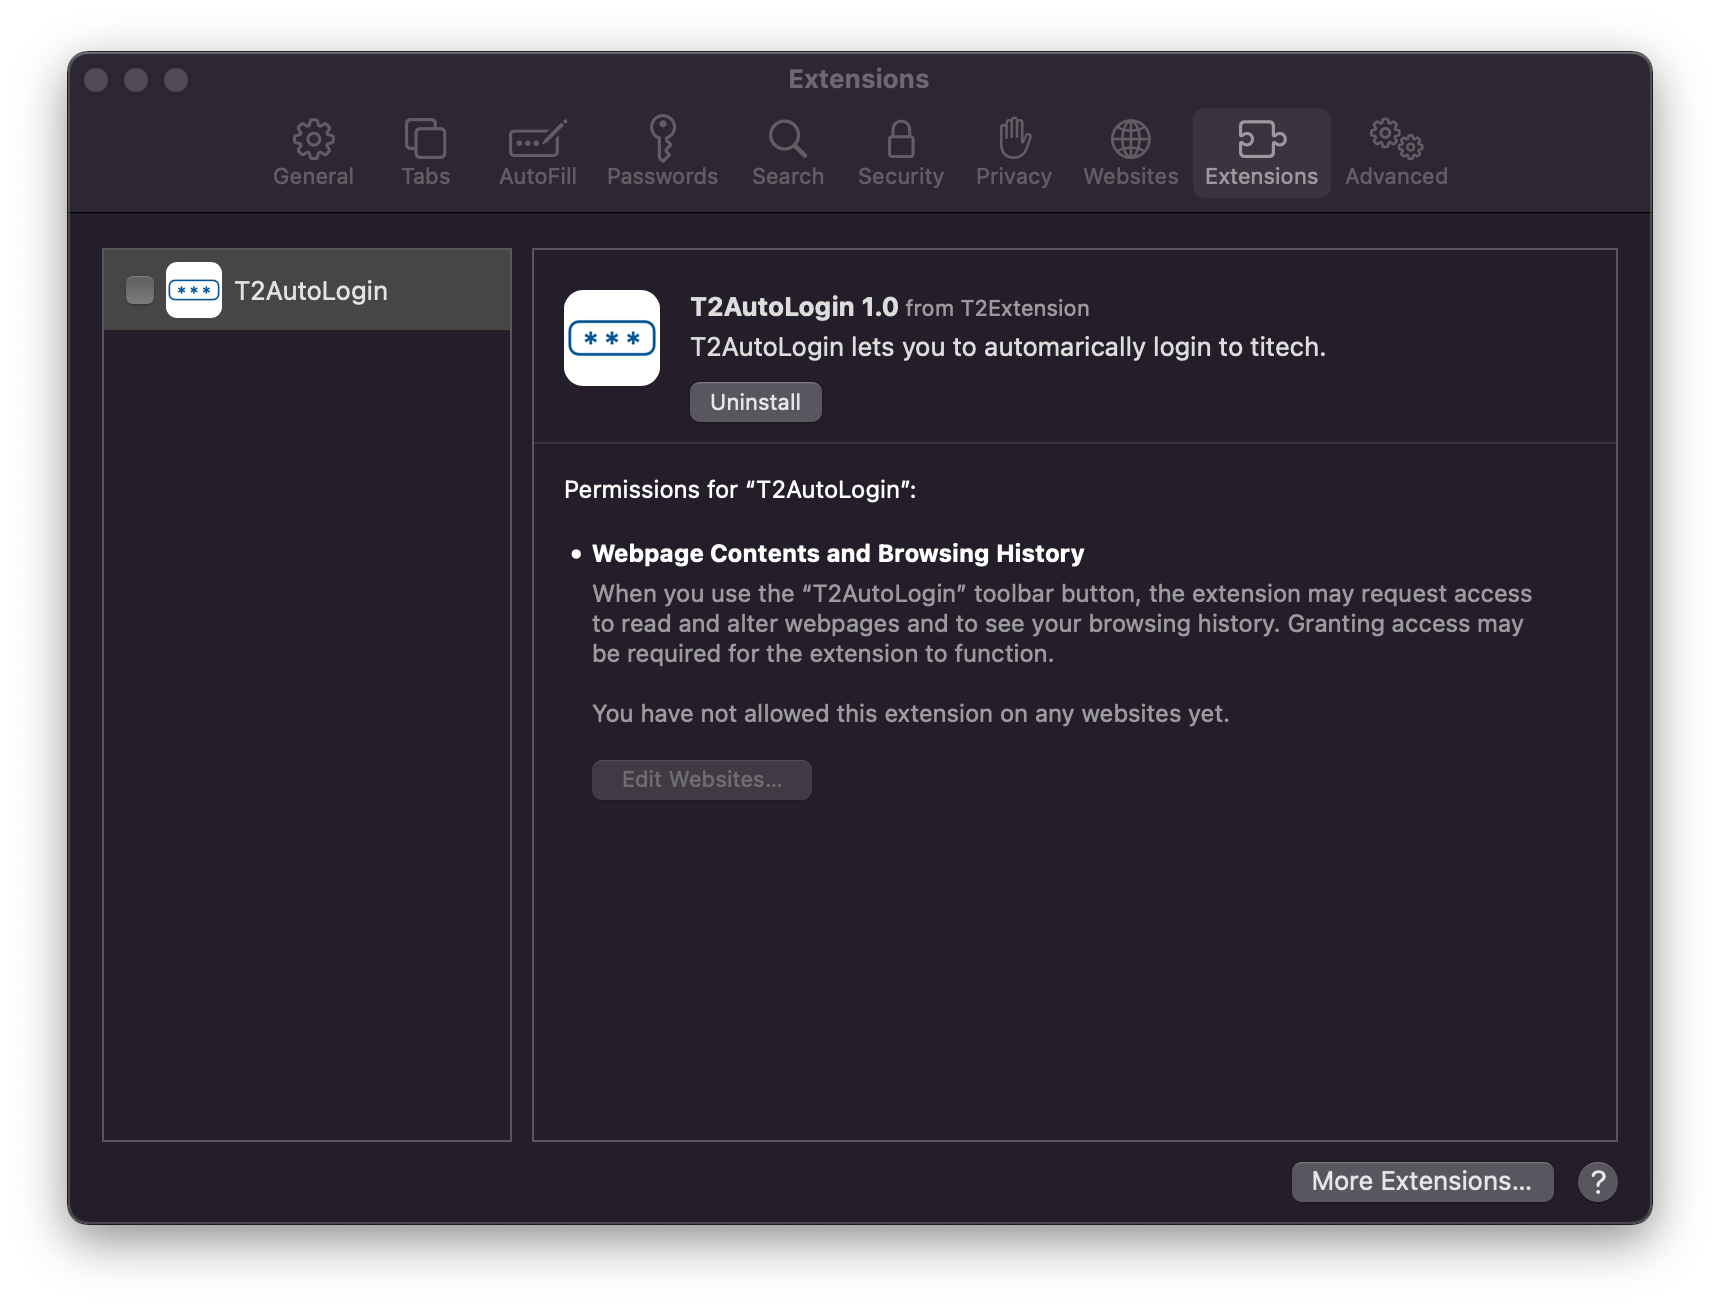 Extensions
General Tabs AutoFill Passwords Search Security Privacy Websites Extensions Advanced
*** T2AutoLogin
*** T2AutoLogin 1.0 from T2Extension
T2AutoLogin lets you to automarically login to titech.
Uninstall
Permissions for “T2AutoLogin”:
• Webpage Contents and Browsing History
When you use the “T2AutoLogin” toolbar button, the extension may request access
to read and alter webpages and to see your browsing history. Granting access may
be required for the extension to function.
You have not allowed this extension on any websites yet.
Edit Websites...
More Extensions... ?